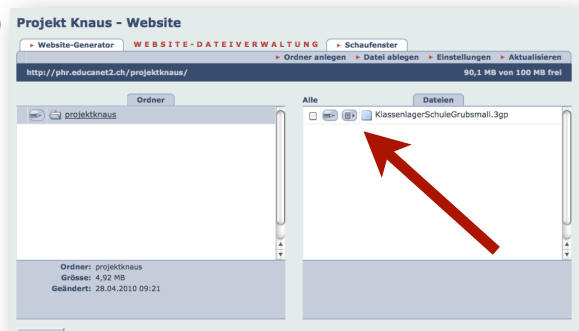 Projekt Knaus - Website
Website-Generator WEBSITE-DATEIVERWALTUNG Schaufenster
Ordner anlegen Datei ablegen Einstellungen Aktualisieren
http://phr.educanet2.ch/projektknaus/ 90,1 MB von 100 MB frei
Ordner
Alle Dateien
projektknaus
KlassenlagerSchuleGrubsmall.3gp
Ordner: projektknaus
Grösse: 4,92 MB
Geändert: 28.04.2010 09:21